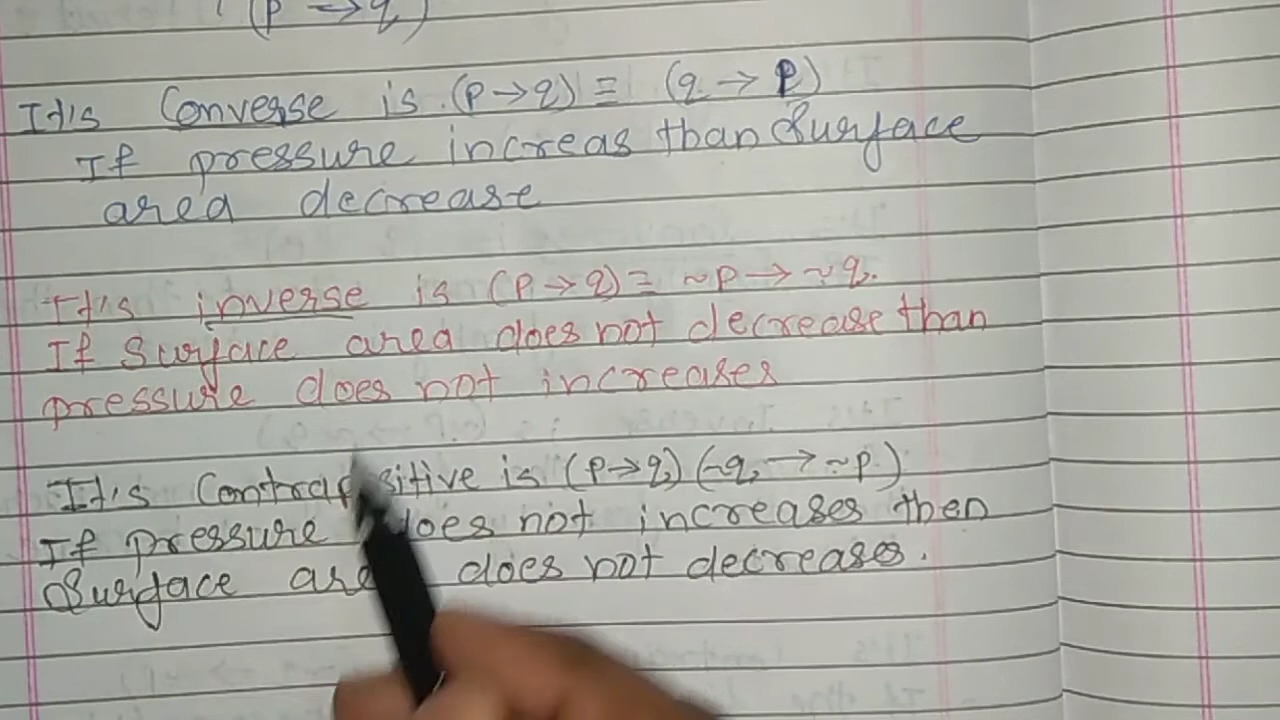 (p → q)
It's Converse is (p → q) ≡ (q → p)
If pressure increas than Surface
area decrease
It's inverse is (p → q) = ~p → ~q.
If Surface area does not decrease than
pressure does not increases
It's Contrapsitive is (p → q) (~q → ~p)
If pressure does not increases then
Surface are does not decreases.